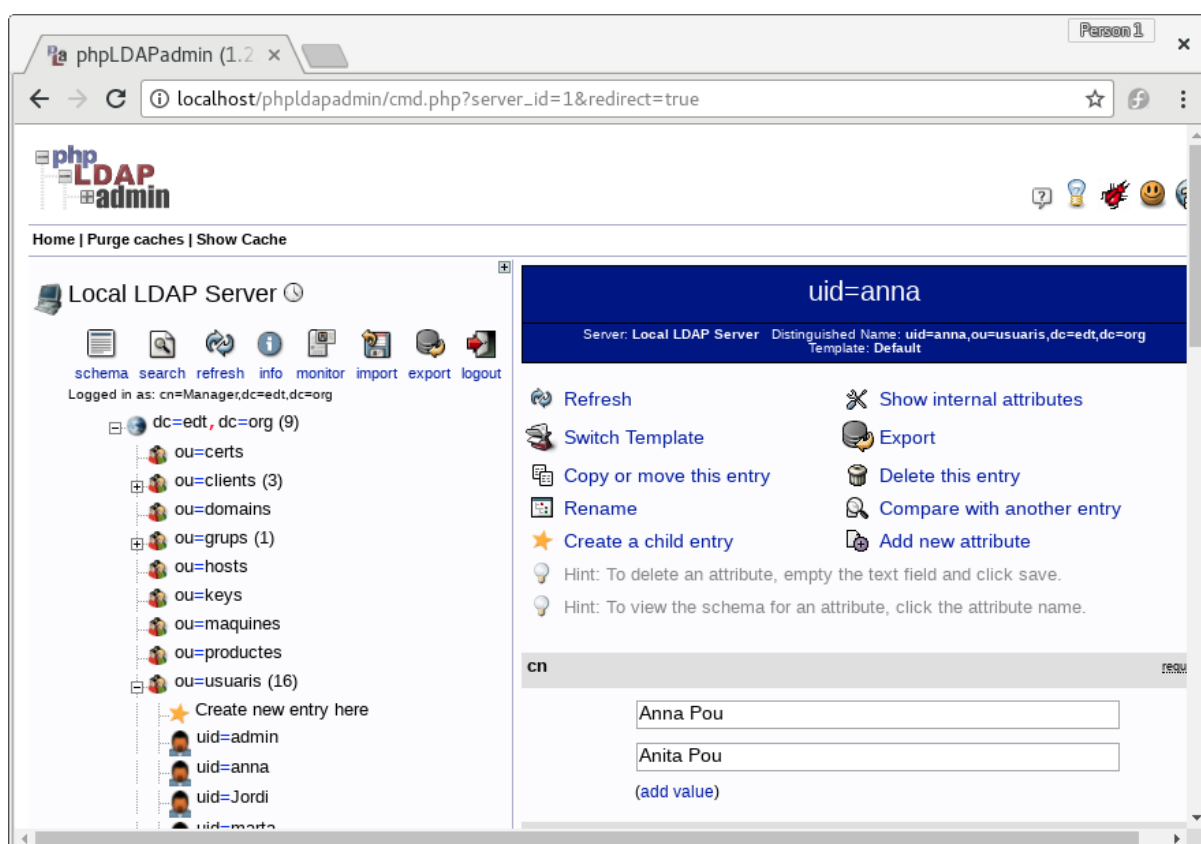 Person 1
phpLDAPadmin (1.2
localhost/phpldapadmin/cmd.php?server_id=1&redirect=true
php
LDAP
admin
Home | Purge caches | Show Cache
Local LDAP Server
schema search refresh info monitor import export logout
Logged in as: cn=Manager,dc=edt,dc=org
dc=edt, dc=org (9)
ou=certs
ou=clients (3)
ou=domains
ou=grups (1)
ou=hosts
ou=keys
ou=maquines
ou=productes
ou=usuaris (16)
Create new entry here
uid=admin
uid=anna
uid=Jordi
uid=marta
uid=anna
Server: Local LDAP Server Distinguished Name: uid=anna,ou=usuaris,dc=edt,dc=org
Template: Default
Refresh Show internal attributes
Switch Template Export
Copy or move this entry Delete this entry
Rename Compare with another entry
Create a child entry Add new attribute
Hint: To delete an attribute, empty the text field and click save.
Hint: To view the schema for an attribute, click the attribute name.
cn requ
Anna Pou
Anita Pou
(add value)